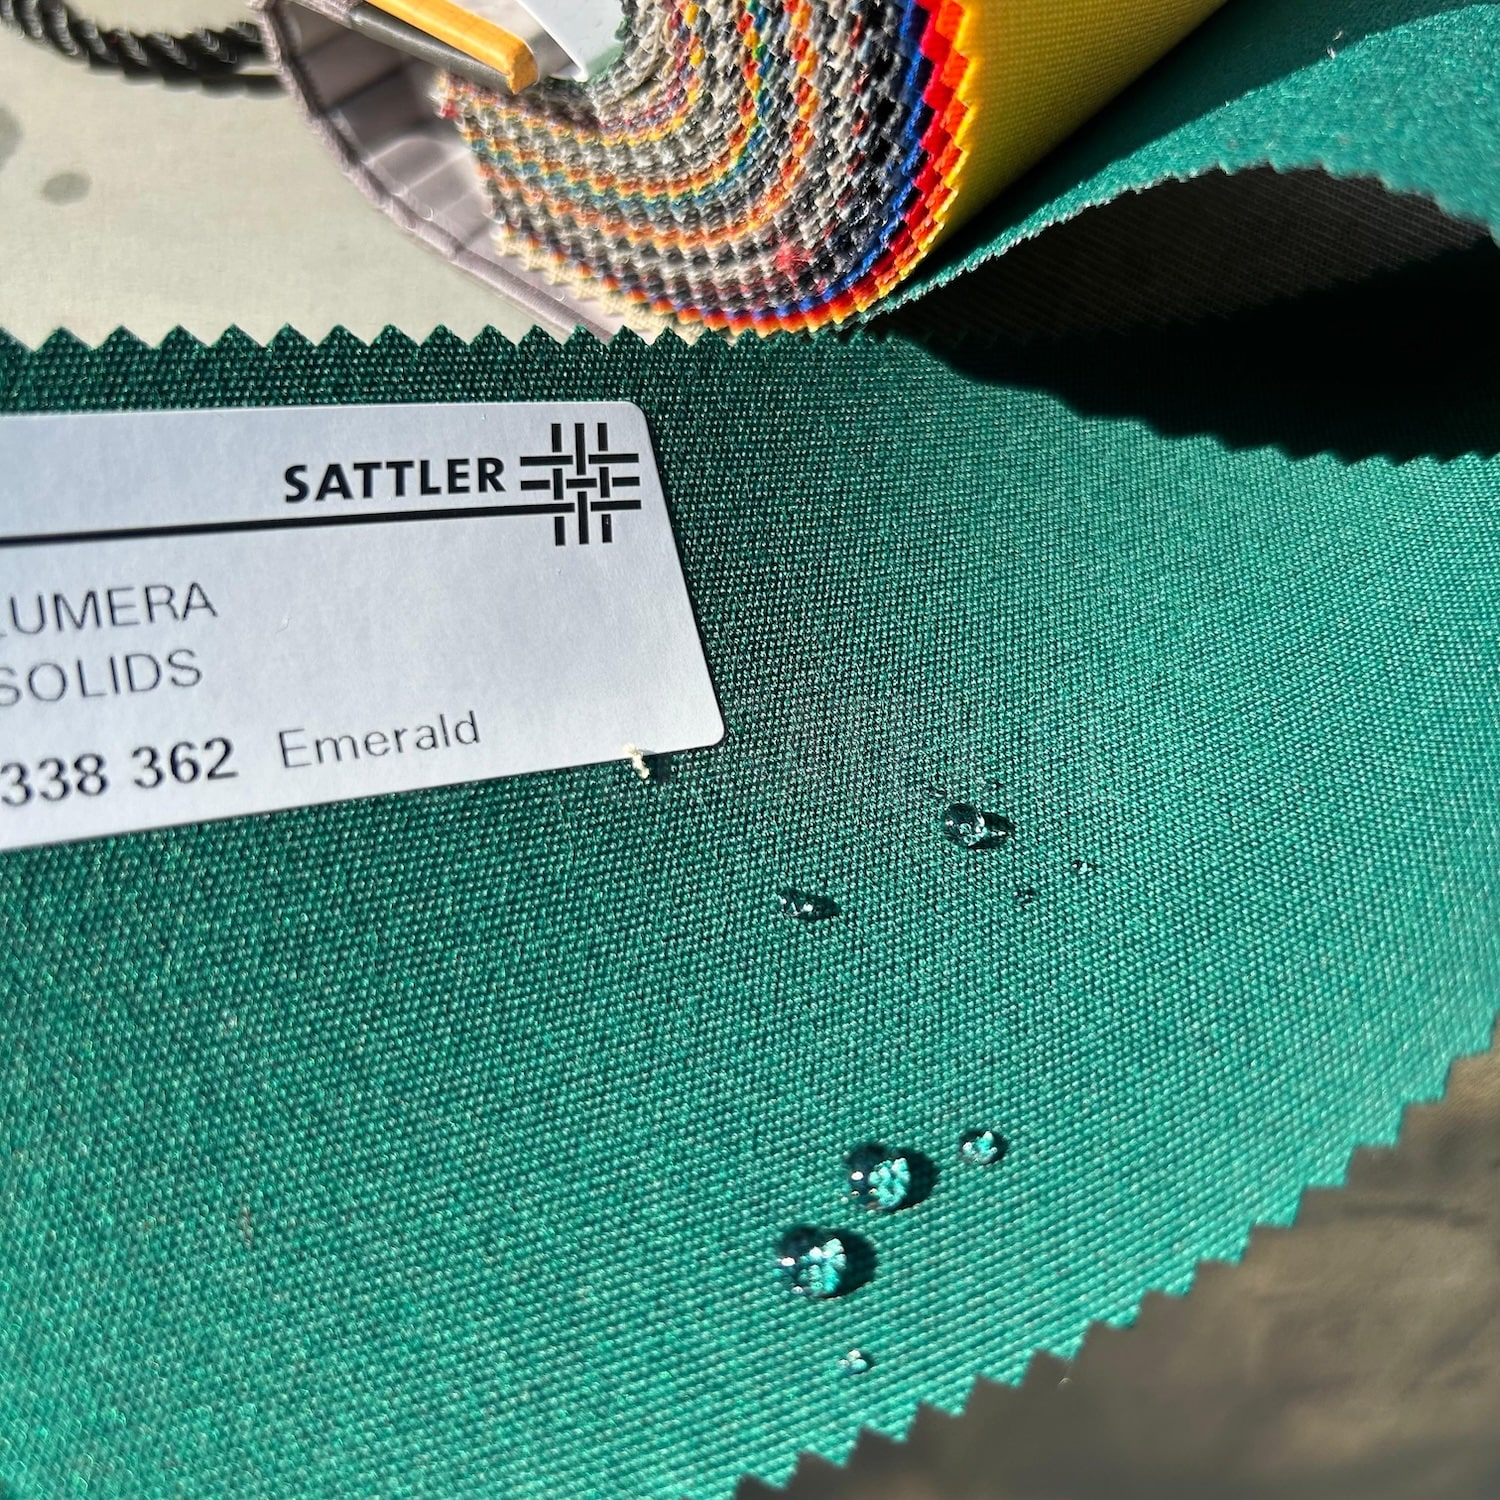 SATTLER
LUMERA
SOLIDS
338 362 Emerald